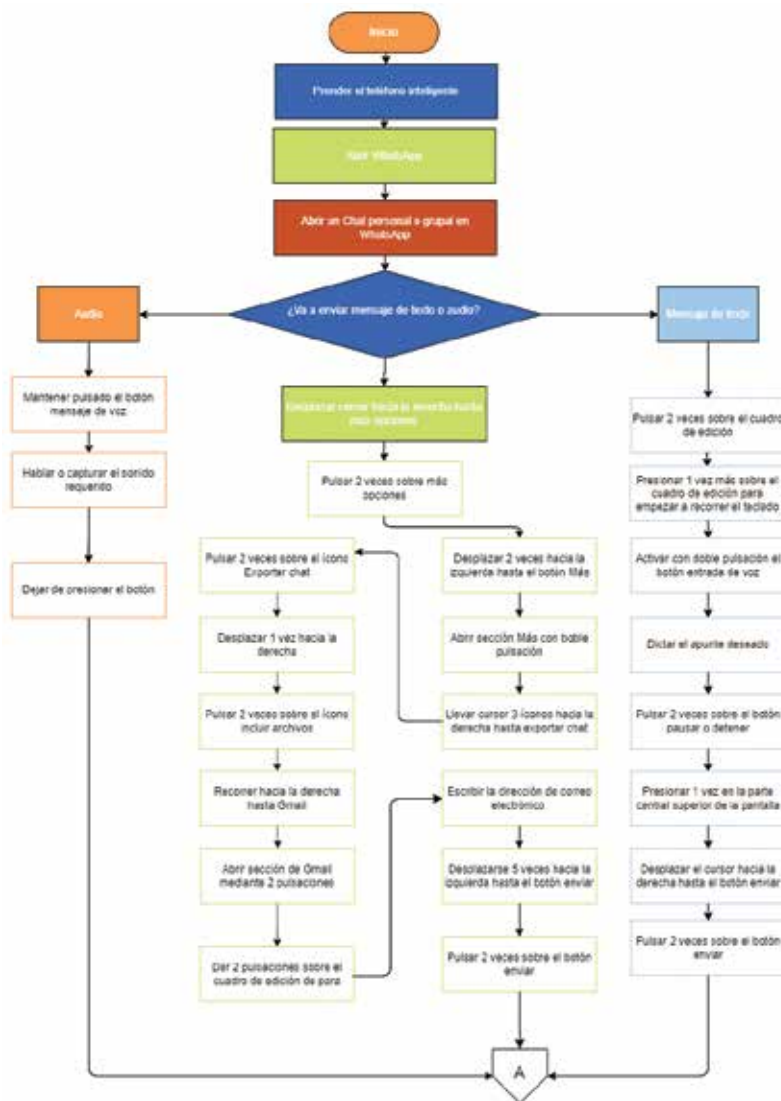 Inicio
Prender el teléfono inteligente
Abrir WhatsApp
Abrir un Chat personal o grupal en
WhatsApp
¿Va a enviar mensaje de texto o audio?
Audio
Mantener pulsado el botón
mensaje de voz
Hablar o capturar el sonido
requerido
Dejar de presionar el botón
Desplazar cursor hacia la derecha hasta
más opciones
Pulsar 2 veces sobre más
opciones
Desplazar 2 veces hacia la
izquierda hasta el botón Más
Abrir sección Más con boble
pulsación
Llevar cursor 3 íconos hacia la
derecha hasta exportar chat
Pulsar 2 veces sobre el ícono
Exportar chat
Desplazar 1 vez hacia la
derecha
Pulsar 2 veces sobre el ícono
incluir archivos
Recorrer hacia la derecha
hasta Gmail
Abrir sección de Gmail
mediante 2 pulsaciones
Dar 2 pulsaciones sobre el
cuadro de edición de para
Escribir la dirección de correo
electrónico
Desplazarse 5 veces hacia la
izquierda hasta el botón enviar
Pulsar 2 veces sobre el botón
enviar
Mensaje de texto
Pulsar 2 veces sobre el cuadro
de edición
Presionar 1 vez más sobre el
cuadro de edición para
empezar a recorrer el teclado
Activar con doble pulsación el
botón entrada de voz
Dictar el apunte deseado
Pulsar 2 veces sobre el botón
pausar o detener
Presionar 1 vez en la parte
central superior de la pantalla
Desplazar el cursor hacia la
derecha hasta el botón enviar
Pulsar 2 veces sobre el botón
enviar
A